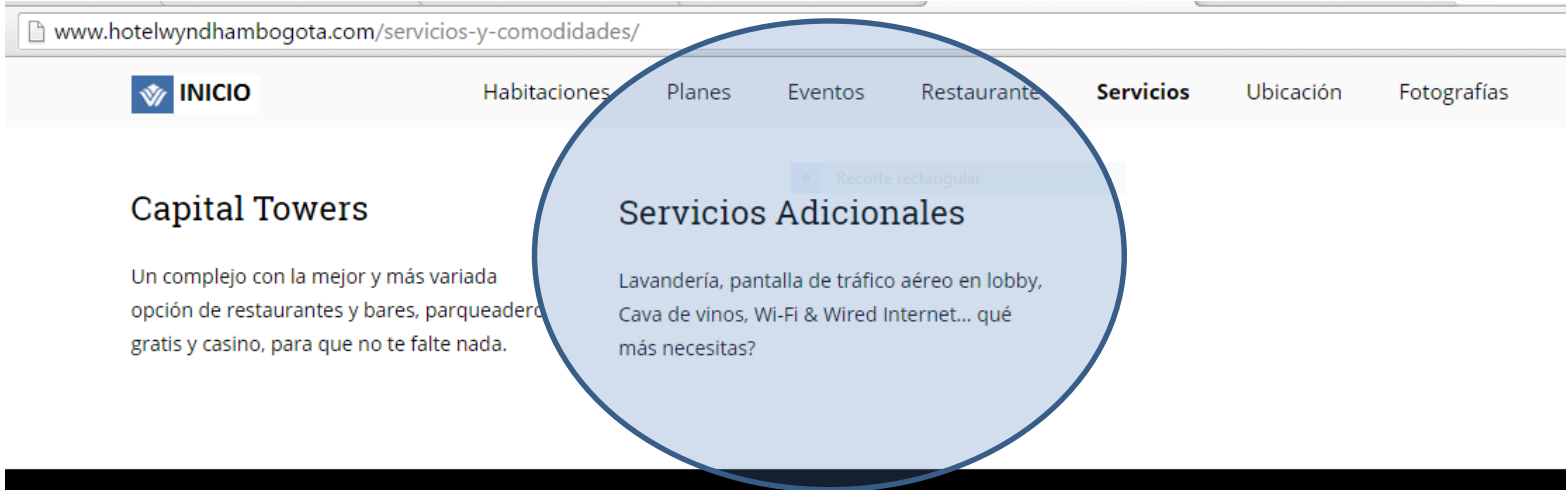 www.hotelwyndhambogota.com/servicios-y-comodidades/
INICIO Habitaciones Planes Eventos Restaurante Servicios Ubicación Fotografías
Recorte rectangular
Capital Towers
Un complejo con la mejor y más variada
opción de restaurantes y bares, parqueadero
gratis y casino, para que no te falte nada.
Servicios Adicionales
Lavandería, pantalla de tráfico aéreo en lobby,
Cava de vinos, Wi-Fi & Wired Internet... qué
más necesitas?